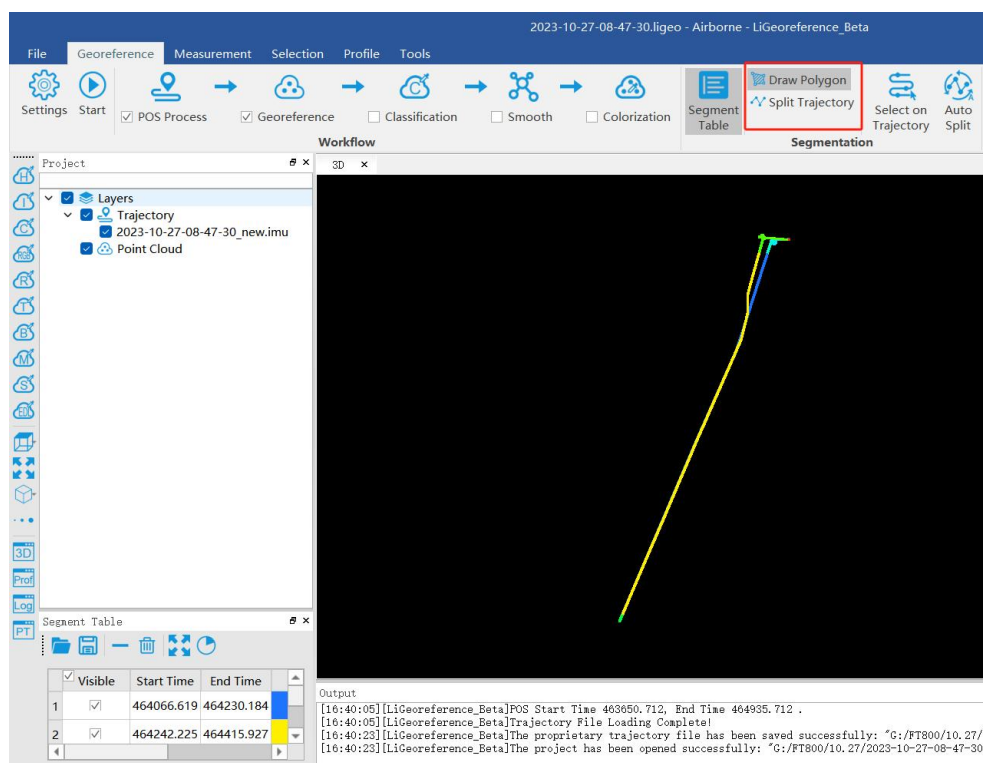 2023-10-27-08-47-30.ligeo - Airborne - LiGeoreference_Beta
File Georeference Measurement Selection Profile Tools
Settings Start POS Process Georeference Classification Smooth Colorization Segment Table Draw Polygon Split Trajectory Select on Trajectory Auto Split
Workflow Segmentation
Project
3D
Layers
Trajectory
2023-10-27-08-47-30_new.imu
Point Cloud
H
I
C
RGB
R
T
B
M
S
EDL
3D
Prof
Log
PT
Segment Table
Visible Start Time End Time
1 464066.619 464230.184
2 464242.225 464415.927
Output
[16:40:05][LiGeoreference_Beta]POS Start Time 463650.712, End Time 464935.712 .
[16:40:05][LiGeoreference_Beta]Trajectory File Loading Complete!
[16:40:23][LiGeoreference_Beta]The proprietary trajectory file has been saved successfully: "G:/FT800/10.27/
[16:40:23][LiGeoreference_Beta]The project has been opened successfully: "G:/FT800/10.27/2023-10-27-08-47-30